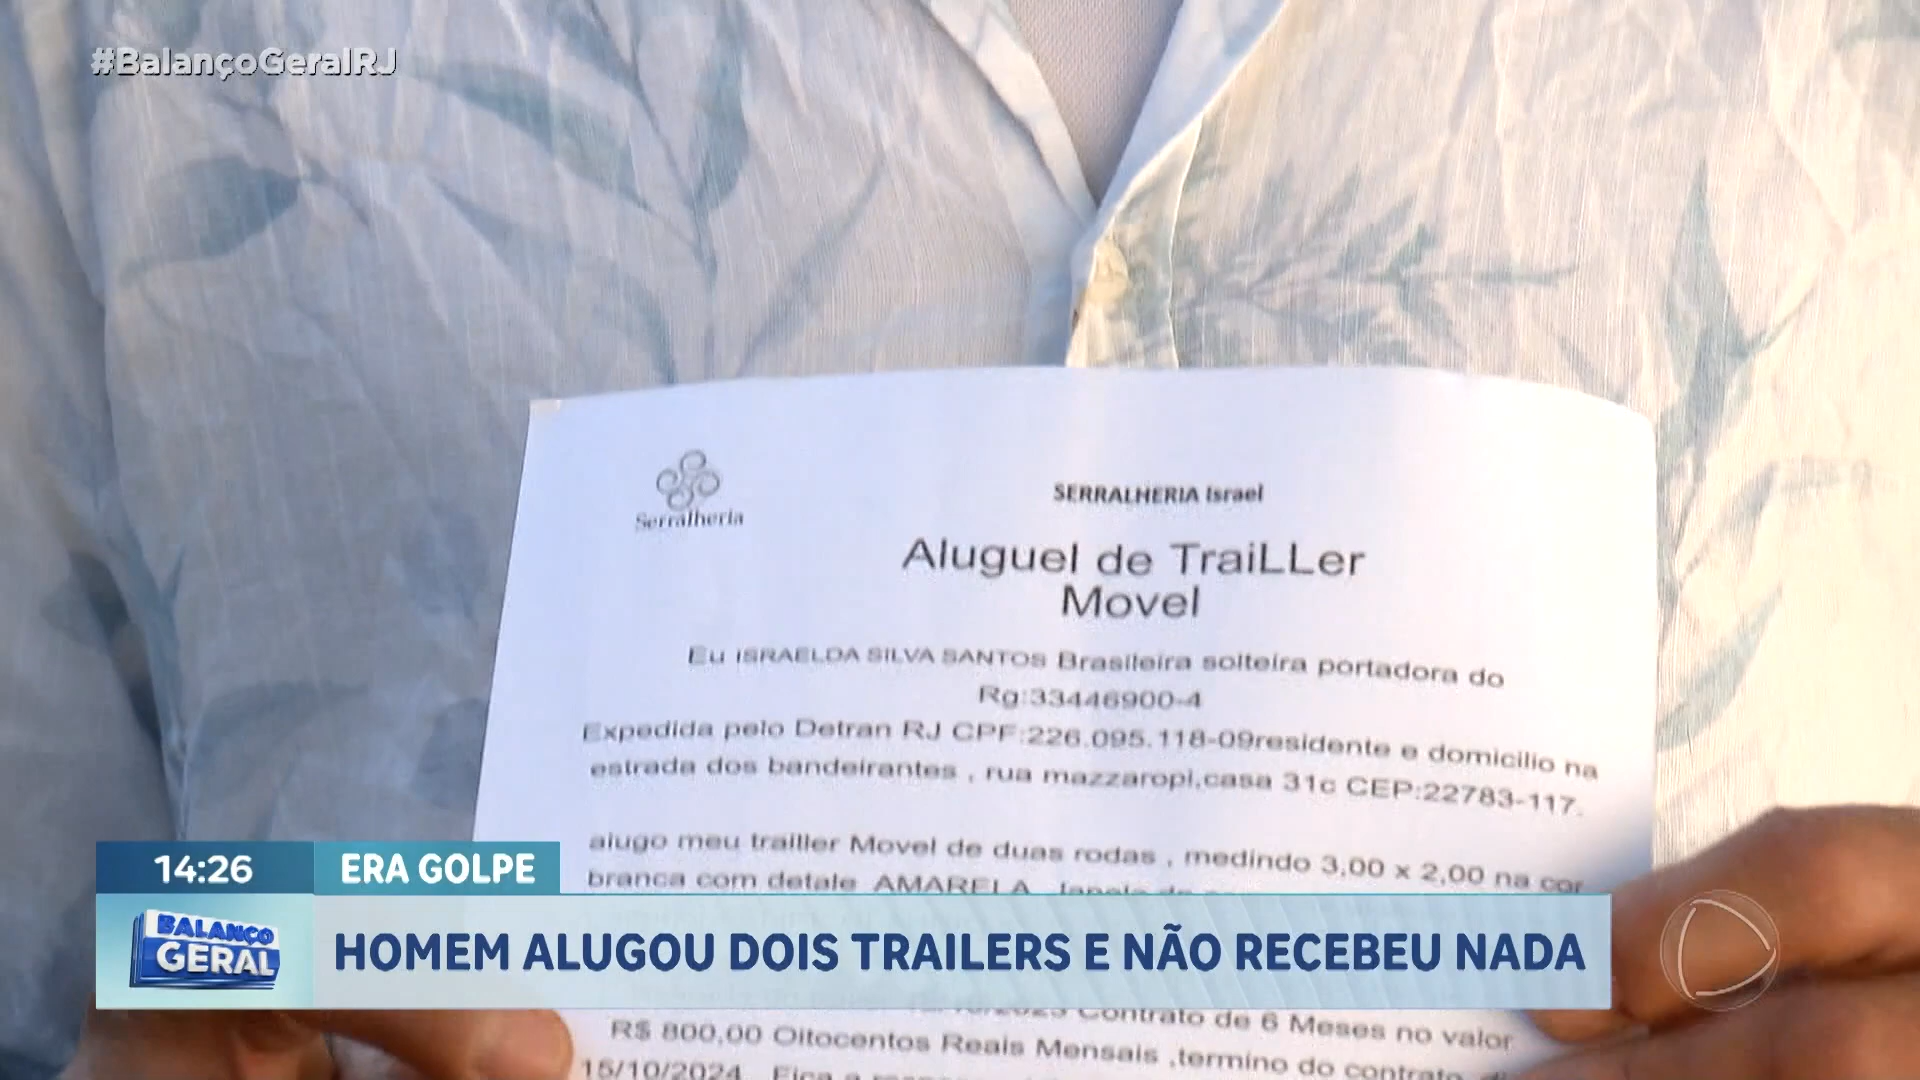 #BalançoGeralRJ
Serralheria
SERRALHERIA Israel
Aluguel de TraiLLer
Movel
Eu ISRAELDA SILVA SANTOS Brasileira solteira portadora do
Rg:33446900-4
Expedida pelo Detran RJ CPF:226.095.118-09residente e domicilio na
estrada dos bandeirantes , rua mazzaropi,casa 31c CEP:22783-117.
alugo meu trailler Movel de duas rodas , medindo 3,00 x 2,00 na cor
branca com detale AMARELA
14:26
ERA GOLPE
BALANÇO
GERAL
HOMEM ALUGOU DOIS TRAILERS E NÃO RECEBEU NADA
Contrato de 6 Meses no valor
R$ 800,00 Oitocentos Reais Mensais ,termino do contrato
15/10/2024